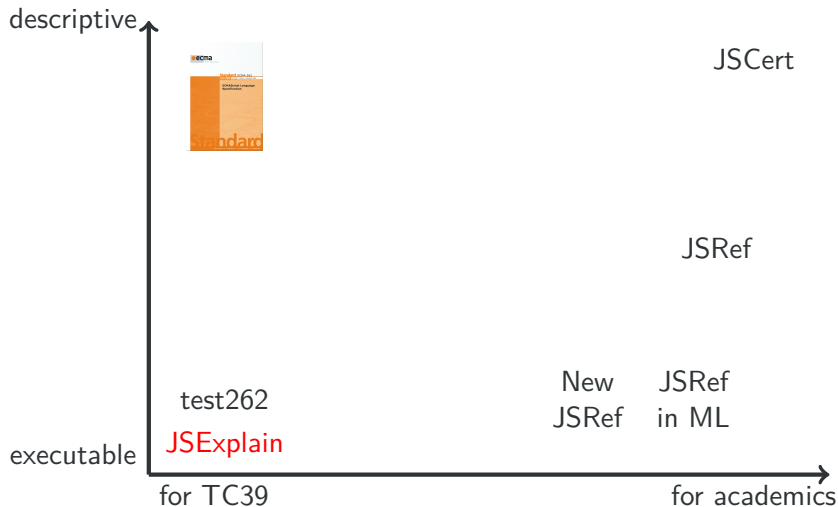 descriptive
ecma
Standard
JSCert
JSRef
New JSRef
JSRef in ML
test262
JSExplain
executable
for TC39
for academics